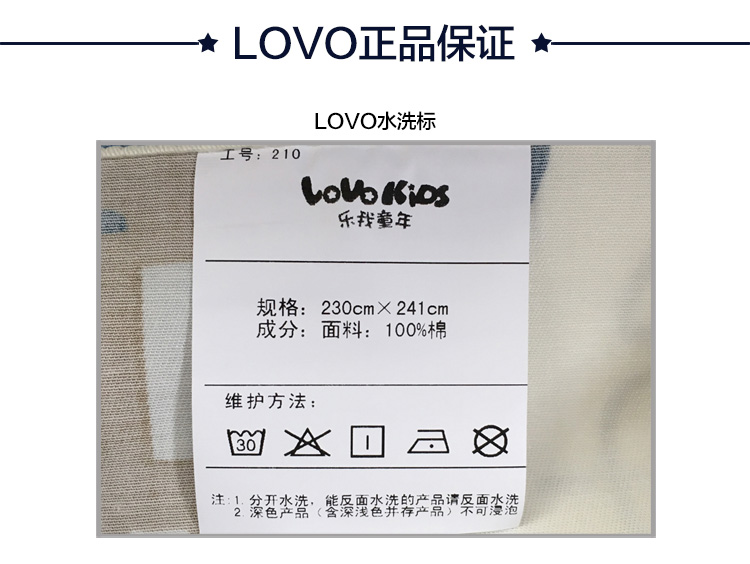 LOVO正品保证
LOVO水洗标
工号：210
LOVO KIDS
乐我童年
规格：230cm×241cm
成分：面料：100%棉
维护方法：
30
注:1.分开水洗，能反面水洗的产品请反面水洗
2.深色产品（含深浅色并存产品）不可浸泡